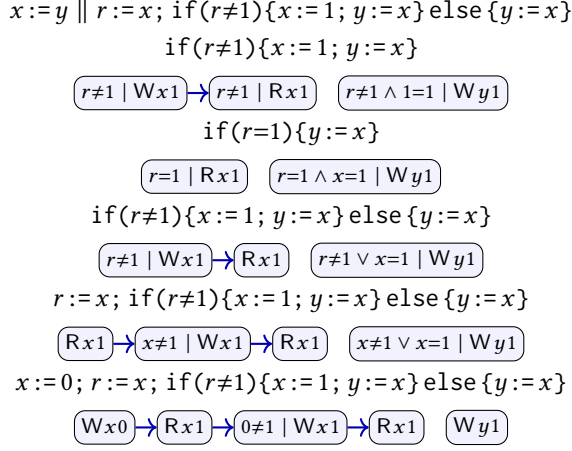 x := y ‖ r := x; if(r≠1){x := 1; y := x} else {y := x}
if(r≠1){x := 1; y := x}
r≠1 | Wx1 → r≠1 | Rx1   r≠1 ∧ 1=1 | Wy1
if(r=1){y := x}
r=1 | Rx1   r=1 ∧ x=1 | Wy1
if(r≠1){x := 1; y := x} else {y := x}
r≠1 | Wx1 → Rx1   r≠1 ∨ x=1 | Wy1
r := x; if(r≠1){x := 1; y := x} else {y := x}
Rx1 → x≠1 | Wx1 → Rx1   x≠1 ∨ x=1 | Wy1
x := 0; r := x; if(r≠1){x := 1; y := x} else {y := x}
Wx0 → Rx1 → 0≠1 | Wx1 → Rx1   Wy1